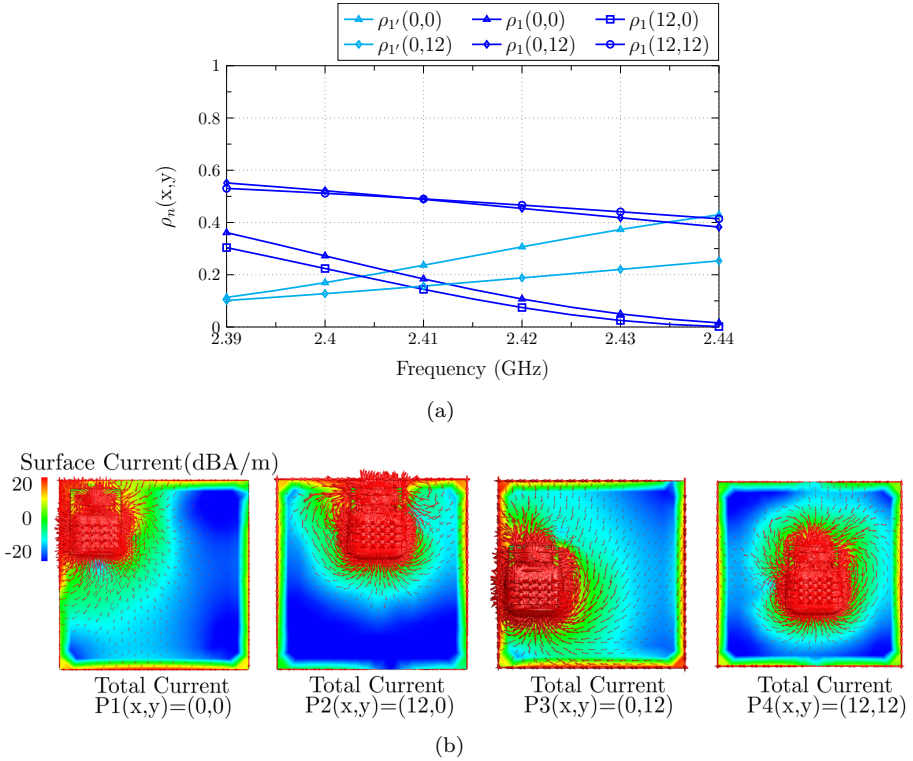 ρ1′(0,0) ρ1(0,0) ρ1(12,0)
ρ1′(0,12) ρ1(0,12) ρ1(12,12)
1
0.8
0.6
0.4
0.2
0
ρn(x,y)
2.39 2.4 2.41 2.42 2.43 2.44
Frequency (GHz)
(a)
Surface Current(dBA/m)
20
0
-20
Total Current Total Current Total Current Total Current
P1(x,y)=(0,0) P2(x,y)=(12,0) P3(x,y)=(0,12) P4(x,y)=(12,12)
(b)